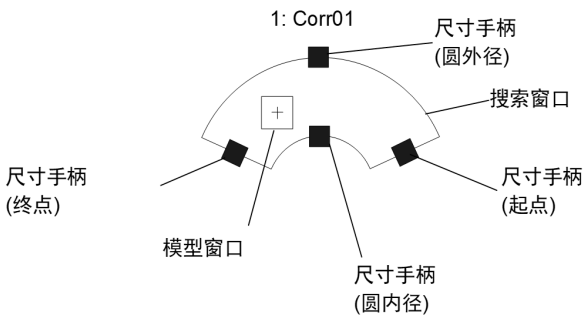 1: Corr01
尺寸手柄
(圆外径)
搜索窗口
尺寸手柄
(终点)
尺寸手柄
(起点)
模型窗口
尺寸手柄
(圆内径)